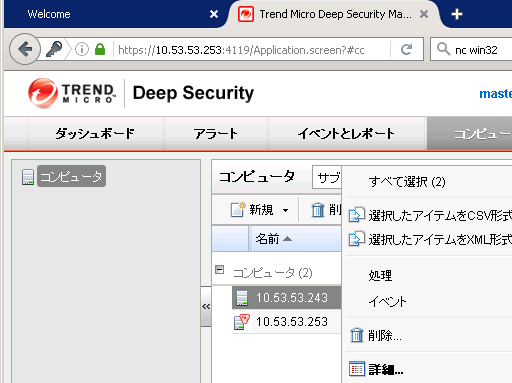 Welcome
Trend Micro Deep Security Ma...
https://10.53.53.253:4119/Application.screen?#cc
nc win32
TREND MICRO
Deep Security
maste
ダッシュボード
アラート
イベントとレポート
コンピュー
コンピュータ
コンピュータ
サブ
新規
削
名前
コンピュータ (2)
10.53.53.243
10.53.53.253
すべて選択 (2)
選択したアイテムをCSV形式
選択したアイテムをXML形式
処理
イベント
削除...
詳細...